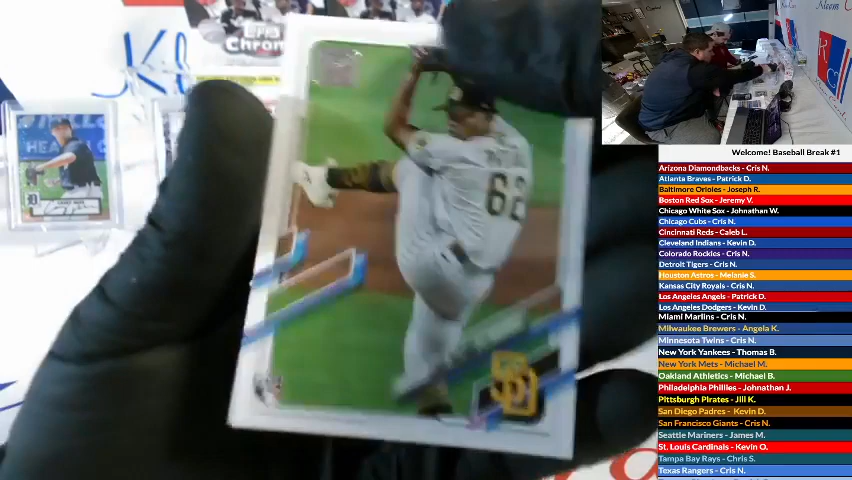 Chrom
62
SD
D
R
Welcome! Baseball Break #1
Arizona Diamondbacks - Cris N.
Atlanta Braves - Patrick D.
Baltimore Orioles - Joseph R.
Boston Red Sox - Jeremy V.
Chicago White Sox - Johnathan W.
Chicago Cubs - Cris N.
Cincinnati Reds - Caleb L.
Cleveland Indians - Kevin D.
Colorado Rockies - Cris N.
Detroit Tigers - Cris N.
Houston Astros - Melanie S.
Kansas City Royals - Cris N.
Los Angeles Angels - Patrick D.
Los Angeles Dodgers - Kevin D.
Miami Marlins - Cris N.
Milwaukee Brewers - Angela K.
Minnesota Twins - Cris N.
New York Yankees - Thomas B.
New York Mets - Michael M.
Oakland Athletics - Michael B.
Philadelphia Phillies - Johnathan J.
Pittsburgh Pirates - Jill K.
San Diego Padres - Kevin D.
San Francisco Giants - Cris N.
Seattle Mariners - James M.
St. Louis Cardinals - Kevin O.
Tampa Bay Rays - Chris S.
Texas Rangers - Cris N.